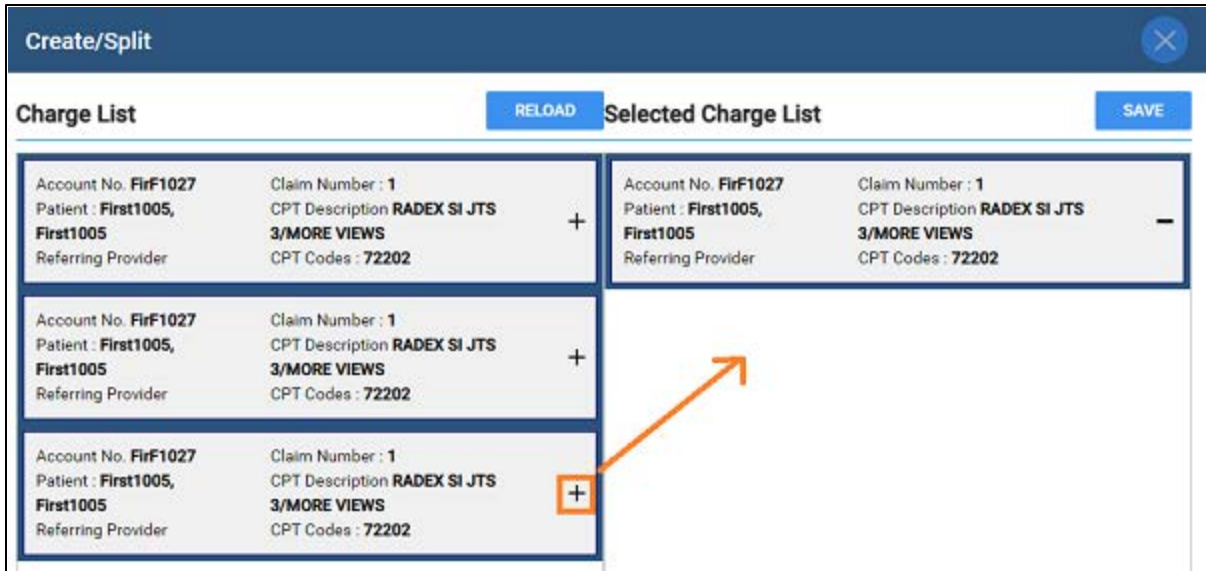 Create/Split
Charge List
RELOAD
Selected Charge List
SAVE
Account No. FirF1027
Patient : First1005,
First1005
Referring Provider
Claim Number : 1
CPT Description RADEX SI JTS
3/MORE VIEWS
CPT Codes : 72202
+
Account No. FirF1027
Patient : First1005,
First1005
Referring Provider
Claim Number : 1
CPT Description RADEX SI JTS
3/MORE VIEWS
CPT Codes : 72202
+
Account No. FirF1027
Patient : First1005,
First1005
Referring Provider
Claim Number : 1
CPT Description RADEX SI JTS
3/MORE VIEWS
CPT Codes : 72202
+
Account No. FirF1027
Patient : First1005,
First1005
Referring Provider
Claim Number : 1
CPT Description RADEX SI JTS
3/MORE VIEWS
CPT Codes : 72202
−